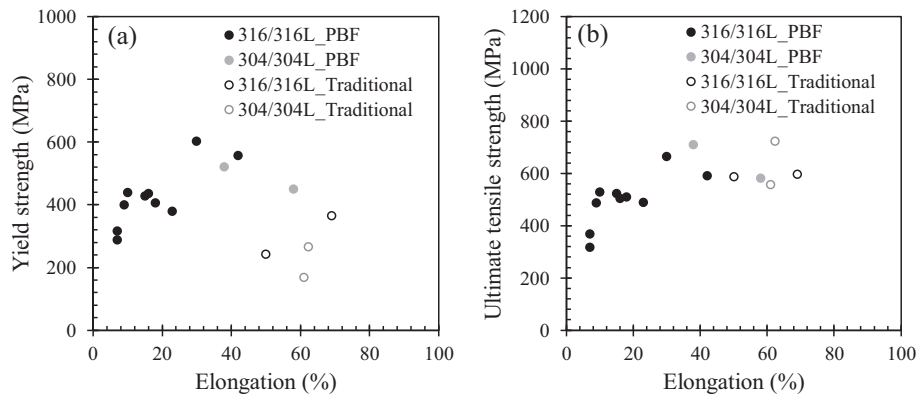 (a)
316/316L_PBF
304/304L_PBF
316/316L_Traditional
304/304L_Traditional
Yield strength (MPa)
1000
800
600
400
200
0
0 20 40 60 80 100
Elongation (%)
(b)
316/316L_PBF
304/304L_PBF
316/316L_Traditional
304/304L_Traditional
Ultimate tensile strength (MPa)
1200
1000
800
600
400
200
0
0 20 40 60 80 100
Elongation (%)